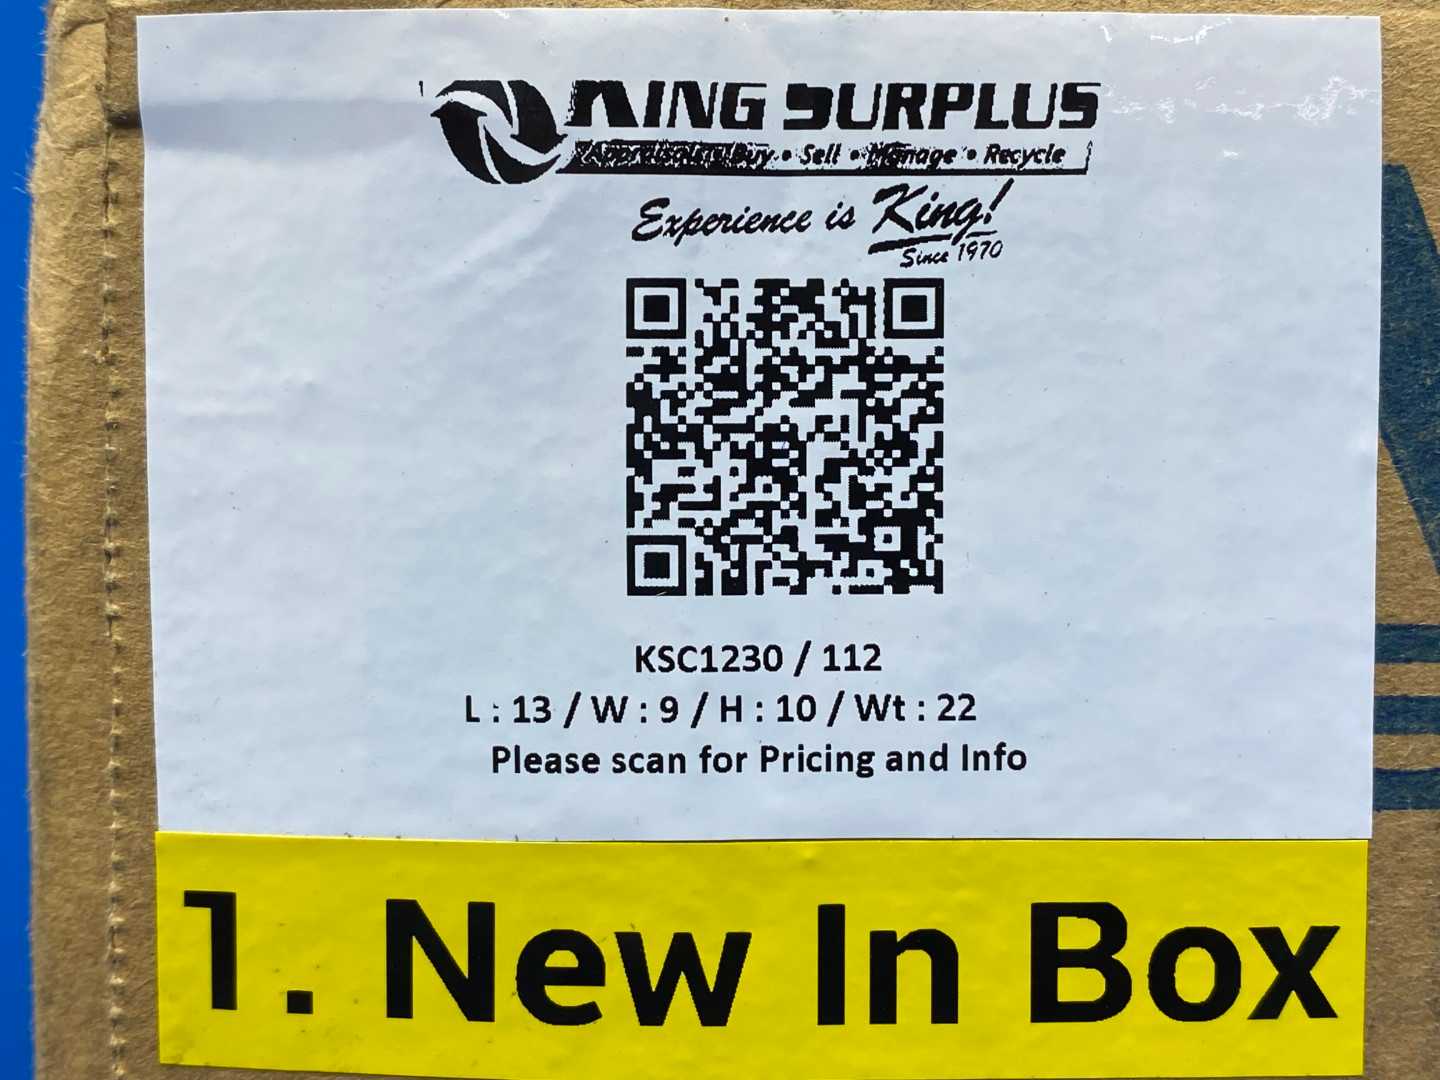 KING SURPLUS
Buy • Sell • Manage • Recycle
Experience is King!
Since 1970
KSC1230 / 112
L : 13 / W : 9 / H : 10 / Wt : 22
Please scan for Pricing and Info
1. New In Box